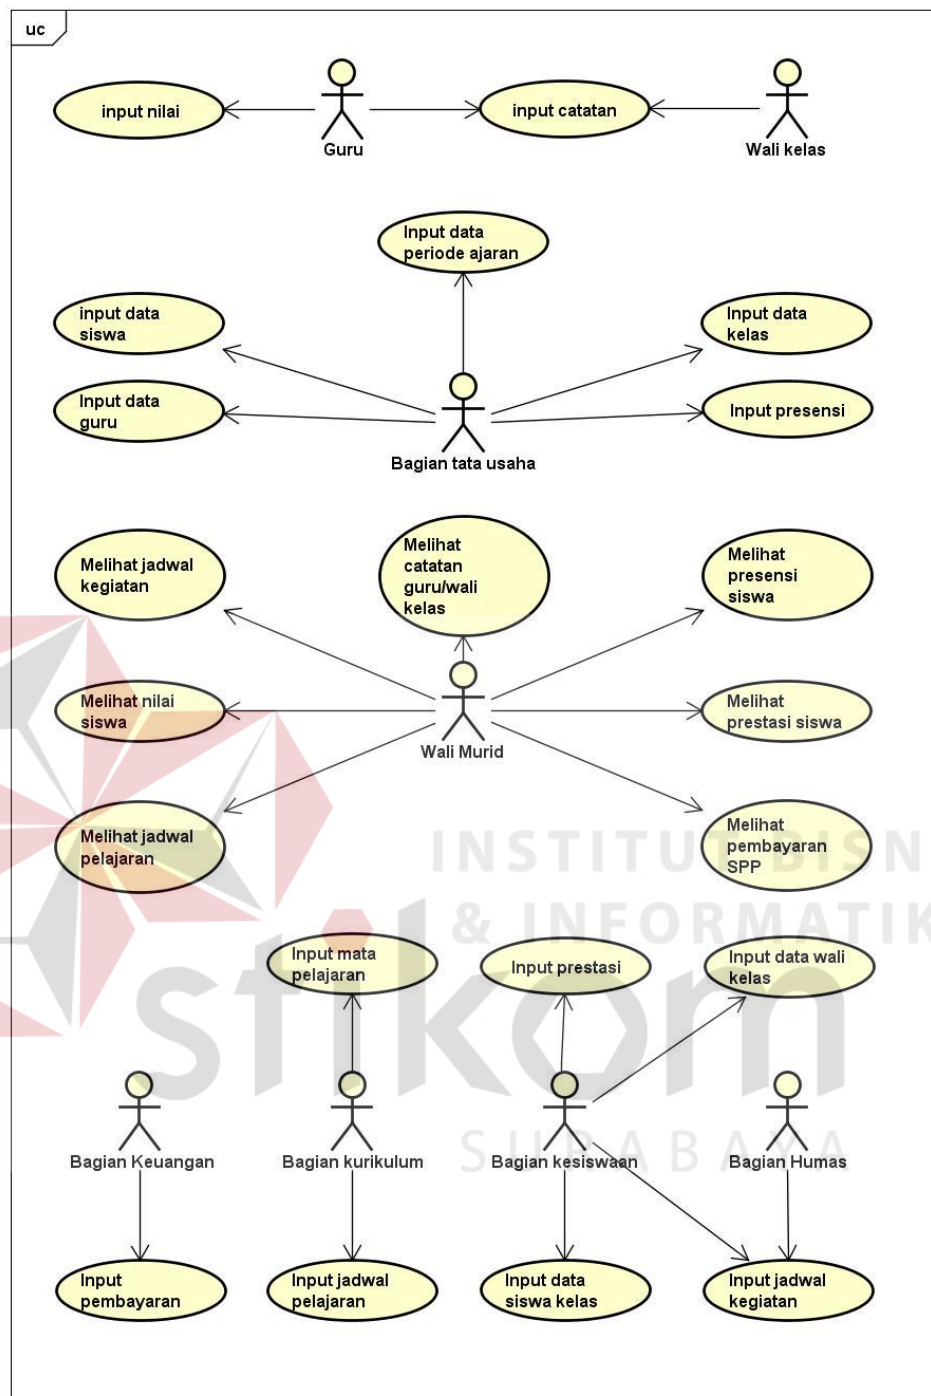 uc
input nilai
Guru
input catatan
Wali kelas
Input data
periode ajaran
input data
siswa
Input data
kelas
Input data
guru
Input presensi
Bagian tata usaha
Melihat jadwal
kegiatan
Melihat
catatan
guru/wali
kelas
Melihat
presensi
siswa
Melihat nilai
siswa
Wali Murid
Melihat
prestasi siswa
Melihat jadwal
pelajaran
Melihat
pembayaran
SPP
INSTITUT BISN
& INFORMATIK
stikom
SURABAYA
Input mata
pelajaran
Input prestasi
Input data wali
kelas
Bagian Keuangan
Bagian kurikulum
Bagian kesiswaan
Bagian Humas
Input
pembayaran
Input jadwal
pelajaran
Input data
siswa kelas
Input jadwal
kegiatan